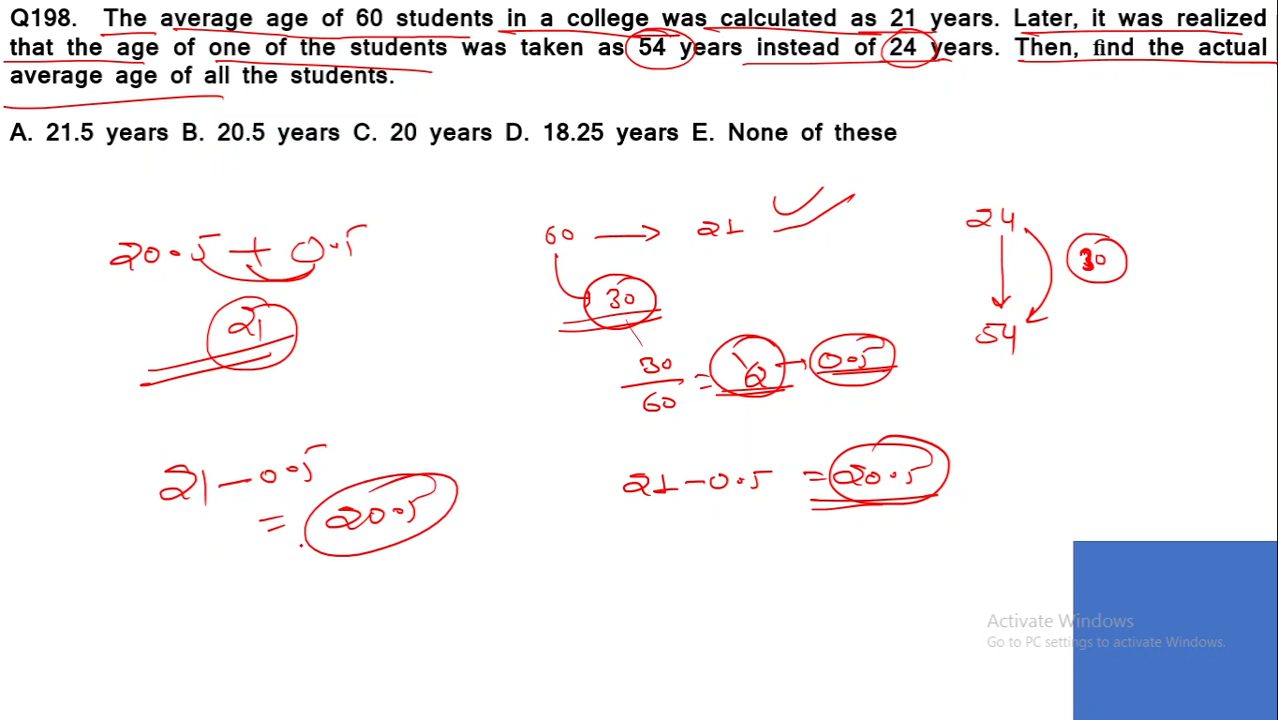 Q198. The average age of 60 students in a college was calculated as 21 years. Later, it was realized
that the age of one of the students was taken as 54 years instead of 24 years. Then, find the actual
average age of all the students.
A. 21.5 years B. 20.5 years C. 20 years D. 18.25 years E. None of these
20.5 + 0.5
21
21 - 0.5
= 20.5
60 → 21
30
30/60 = 1/2 → 0.5
21 - 0.5 = 20.5
24
30
54
Activate Windows
Go to PC settings to activate Windows.